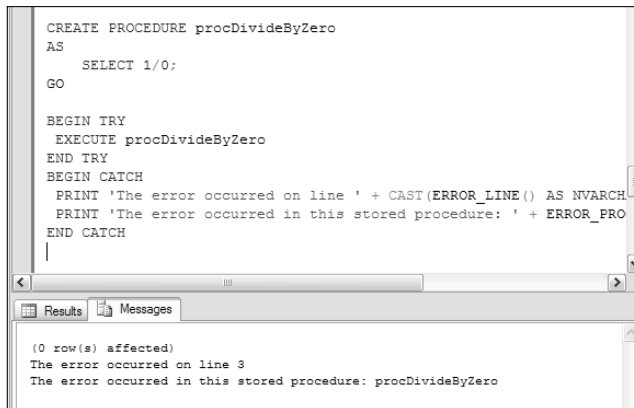 CREATE PROCEDURE procDivideByZero
AS
SELECT 1/0;
GO
BEGIN TRY
EXECUTE procDivideByZero
END TRY
BEGIN CATCH
PRINT 'The error occurred on line ' + CAST(ERROR_LINE() AS NVARCH
PRINT 'The error occurred in this stored procedure: ' + ERROR_PRO
END CATCH
Results Messages
(0 row(s) affected)
The error occurred on line 3
The error occurred in this stored procedure: procDivideByZero